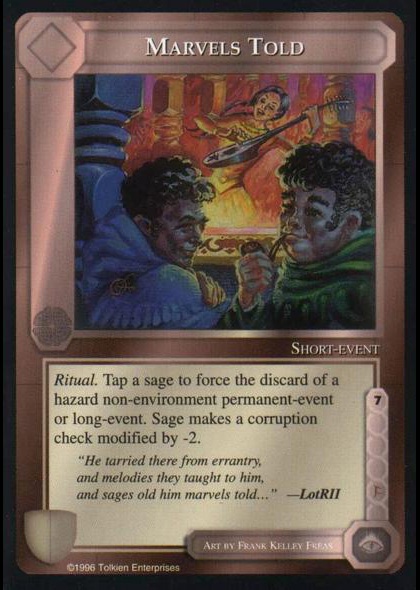 MARVELS TOLD
SHORT-EVENT
Ritual. Tap a sage to force the discard of a
hazard non-environment permanent-event
or long-event. Sage makes a corruption
check modified by -2.
7
"He tarried there from errantry,
and melodies they taught to him,
and sages old him marvels told..." —LotRII
ART BY FRANK KELLEY FREAS
©1996 Tolkien Enterprises